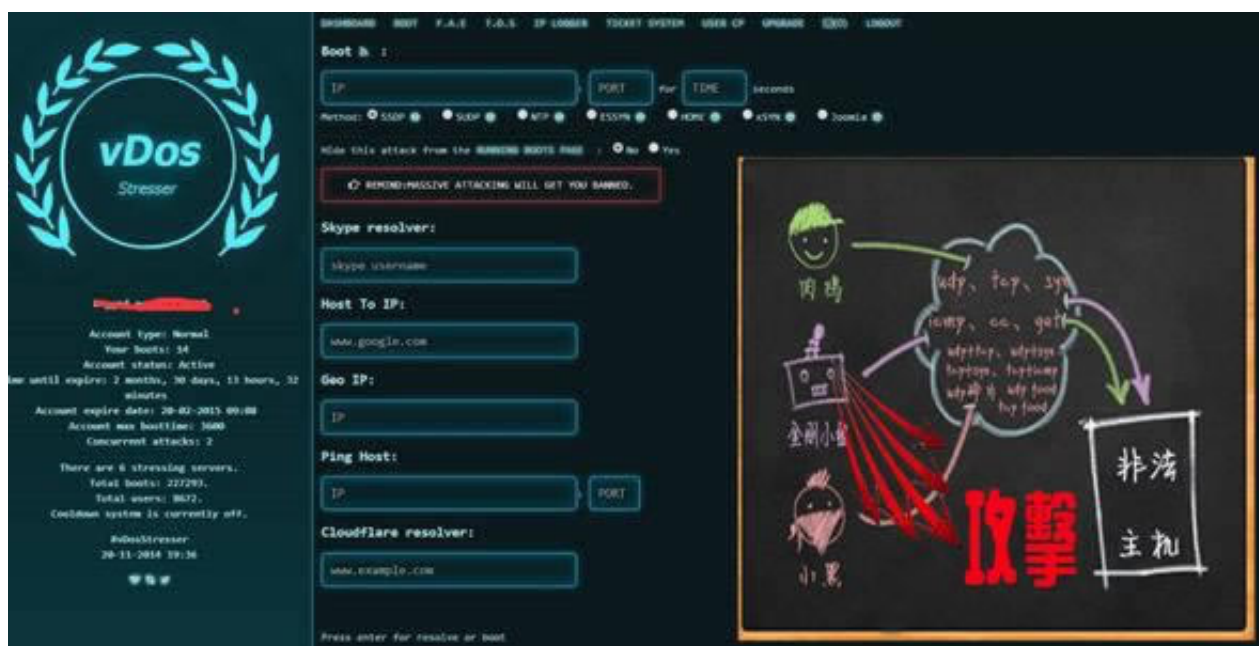 DASHBOARD BOOT F.A.E T.O.S IP LOGGER TICKET SYSTEM USER CP UPGRADE LOGOUT
Boot :
IP : PORT for TIME seconds
Method: SSDP SUDP NTP ESSYN HOME xSYN Joomla
Hide this attack from the RUNNING BOOTS PAGE : No Yes
REMIND:MASSIVE ATTACKING WILL GET YOU BANNED.
Skype resolver:
skype username
Host To IP:
www.google.com
Geo IP:
IP
Ping Host:
IP : PORT
Cloudflare resolver:
www.example.com
Press enter for resolve or boot
vDos
Stresser
Account type: Normal
Your boots: 54
Account status: Active
me until expire: 2 months, 30 days, 13 hours, 32
minutes
Account expire date: 20-02-2015 09:08
Account max boottime: 3600
Concurrent attacks: 2
There are 6 stressing servers.
Total boots: 227293.
Total users: 8672.
Cooldown system is currently off.
#vDosStresser
20-11-2014 19:36
肉鸡
udp、tcp、syn
icmp、cc、get
小黑
攻擊
非法
主机